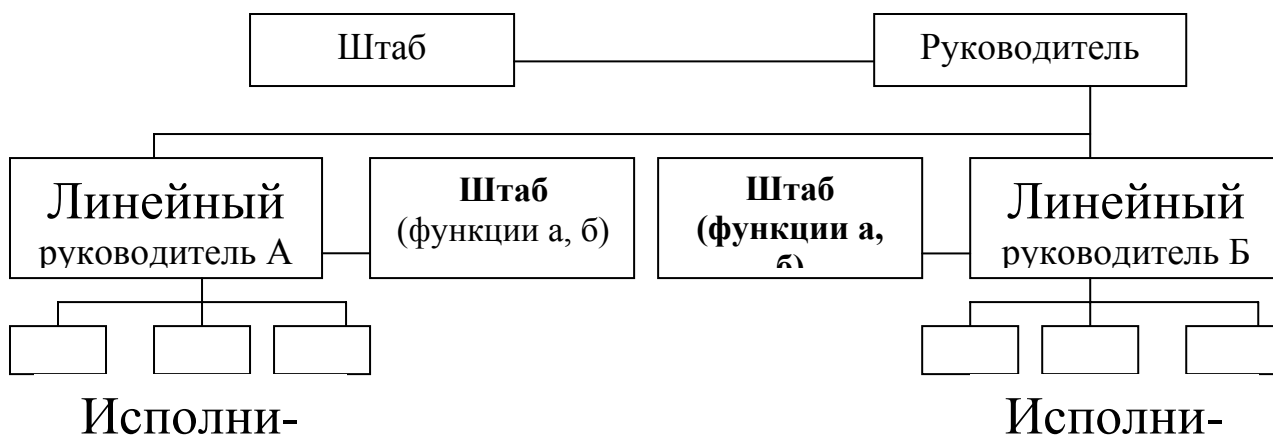 Штаб
Руководитель
Линейный
руководитель А
Штаб
(функции а, б)
Штаб
(функции а,
б)
Линейный
руководитель Б
Исполни-
Исполни-